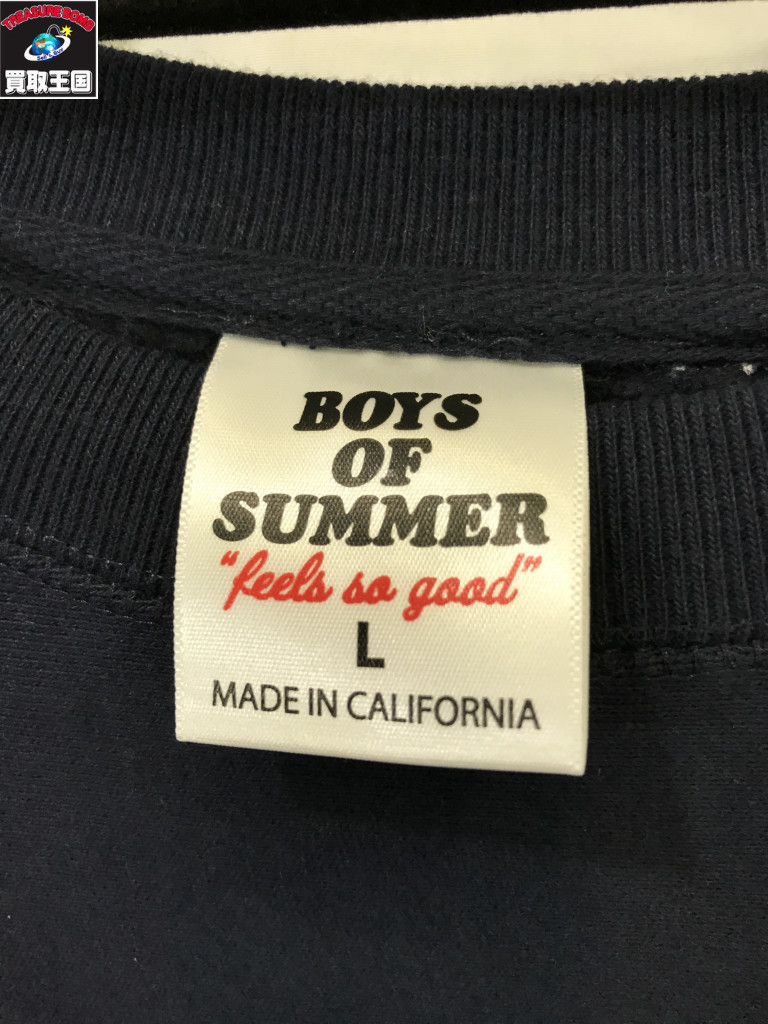 TREASURE BOMB
買取王国
BOYS
OF
SUMMER
"feels so good"
L
MADE IN CALIFORNIA